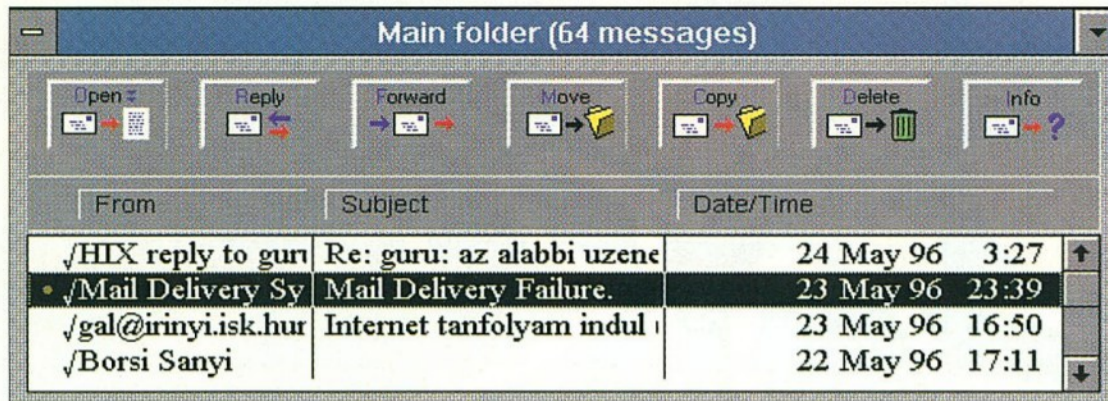 Main folder (64 messages)
Open Reply Forward Move Copy Delete Info
From Subject Date/Time
√HIX reply to guru Re: guru: az alabbi uzene 24 May 96 3:27
• √Mail Delivery Sy Mail Delivery Failure. 23 May 96 23:39
√gal@irinyi.isk.hur Internet tanfolyam indul 23 May 96 16:50
√Borsi Sanyi 22 May 96 17:11